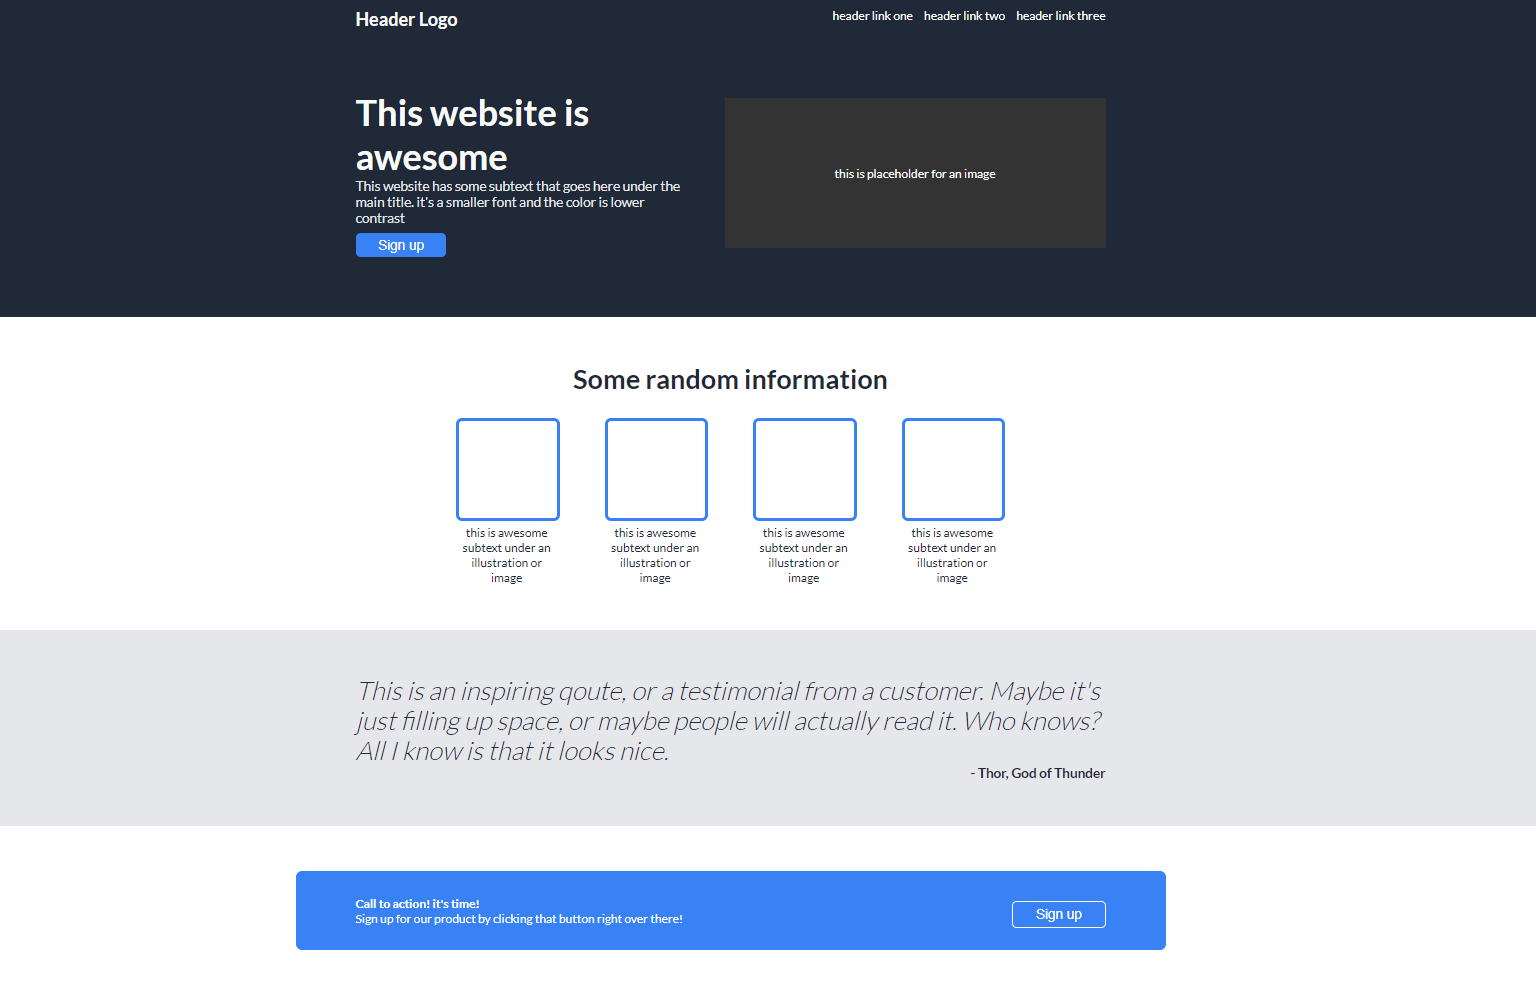 Header Logo
header link one header link two header link three
This website is
awesome
This website has some subtext that goes here under the
main title. it's a smaller font and the color is lower
contrast
Sign up
this is placeholder for an image
Some random information
this is awesome
subtext under an
illustration or
image
this is awesome
subtext under an
illustration or
image
this is awesome
subtext under an
illustration or
image
this is awesome
subtext under an
illustration or
image
This is an inspiring qoute, or a testimonial from a customer. Maybe it's
just filling up space, or maybe people will actually read it. Who knows?
All I know is that it looks nice.
- Thor, God of Thunder
Call to action! it's time!
Sign up for our product by clicking that button right over there!
Sign up